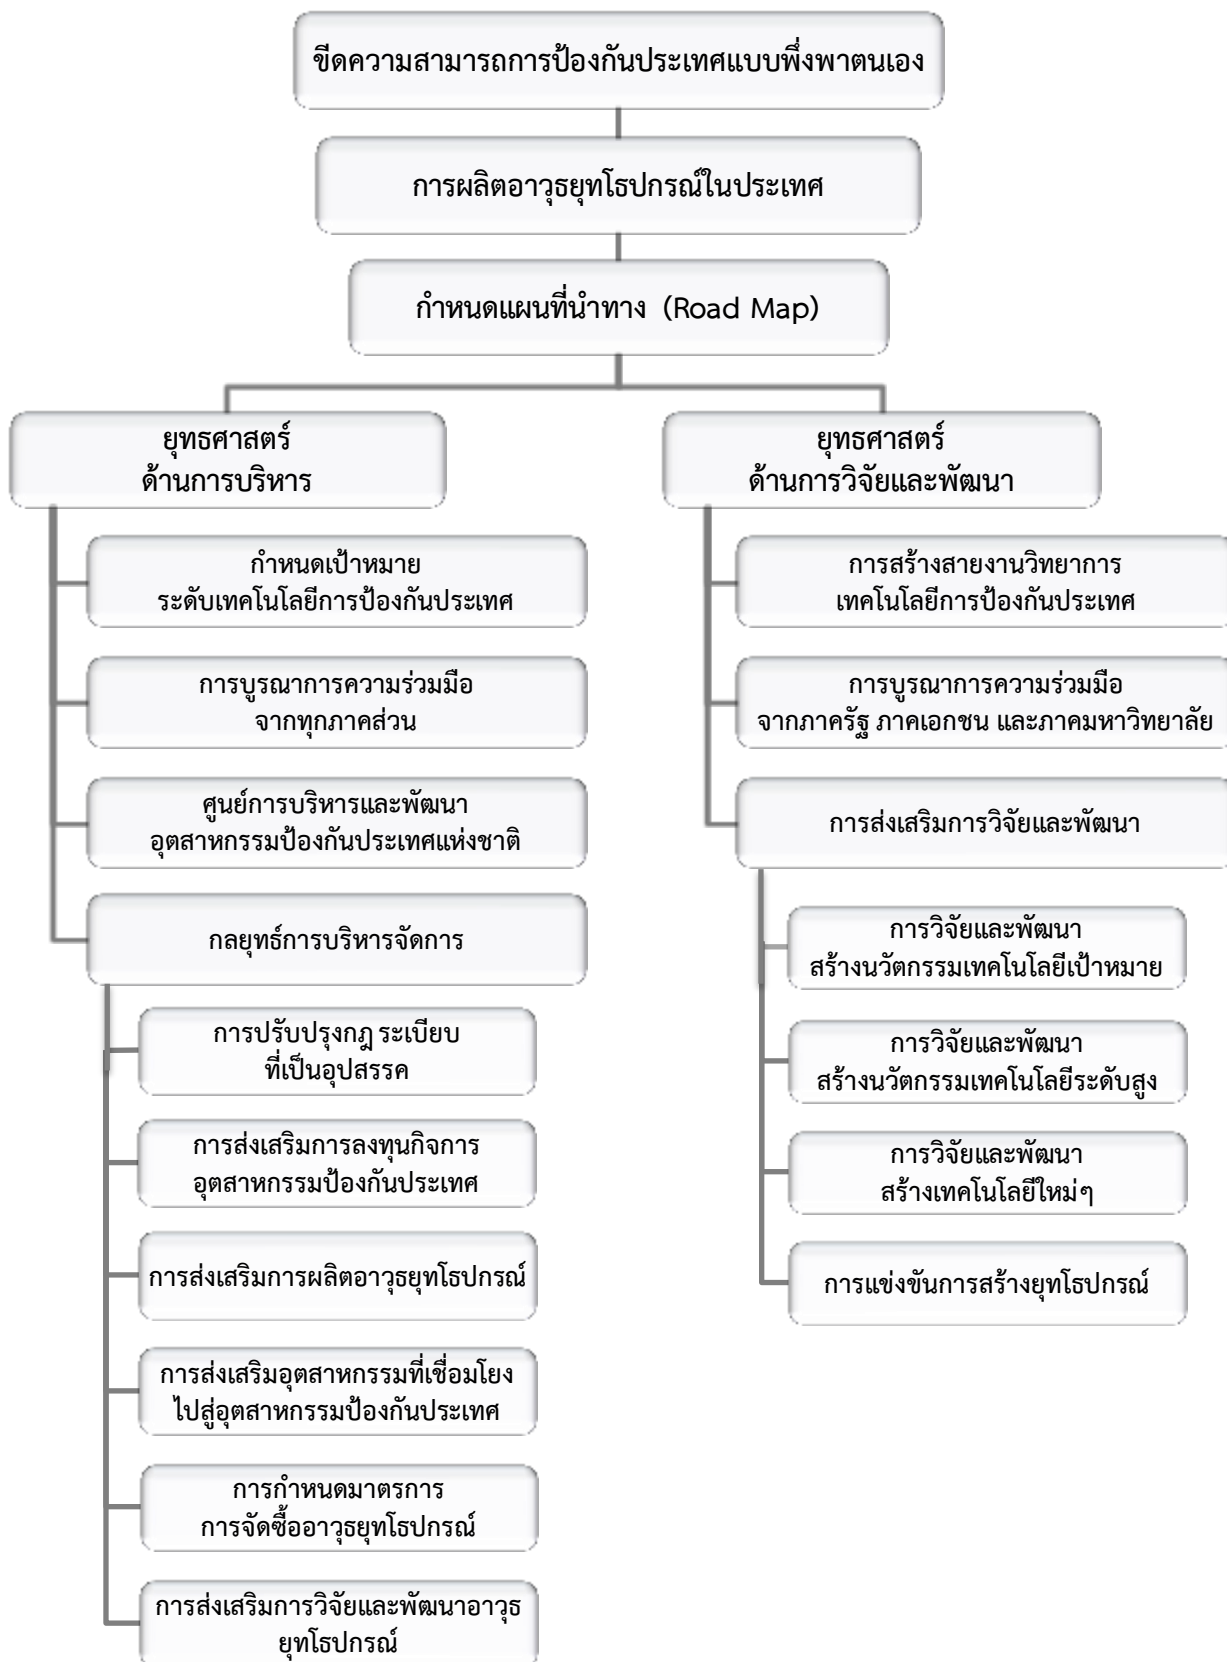 ขีดความสามารถการป้องกันประเทศแบบพึ่งพาตนเอง
การผลิตอาวุธยุทโธปกรณ์ในประเทศ
กำหนดแผนที่นำทาง (Road Map)
ยุทธศาสตร์
ด้านการบริหาร
กำหนดเป้าหมาย
ระดับเทคโนโลยีการป้องกันประเทศ
การบูรณาการความร่วมมือ
จากทุกภาคส่วน
ศูนย์การบริหารและพัฒนา
อุตสาหกรรมป้องกันประเทศแห่งชาติ
กลยุทธ์การบริหารจัดการ
การปรับปรุงกฎ ระเบียบ
ที่เป็นอุปสรรค
การส่งเสริมการลงทุนกิจการ
อุตสาหกรรมป้องกันประเทศ
การส่งเสริมการผลิตอาวุธยุทโธปกรณ์
การส่งเสริมอุตสาหกรรมที่เชื่อมโยง
ไปสู่อุตสาหกรรมป้องกันประเทศ
การกำหนดมาตรการ
การจัดซื้ออาวุธยุทโธปกรณ์
การส่งเสริมการวิจัยและพัฒนาอาวุธ
ยุทโธปกรณ์
ยุทธศาสตร์
ด้านการวิจัยและพัฒนา
การสร้างสายงานวิทยาการ
เทคโนโลยีการป้องกันประเทศ
การบูรณาการความร่วมมือ
จากภาครัฐ ภาคเอกชน และภาคมหาวิทยาลัย
การส่งเสริมการวิจัยและพัฒนา
การวิจัยและพัฒนา
สร้างนวัตกรรมเทคโนโลยีเป้าหมาย
การวิจัยและพัฒนา
สร้างนวัตกรรมเทคโนโลยีระดับสูง
การวิจัยและพัฒนา
สร้างเทคโนโลยีใหม่ๆ
การแข่งขันการสร้างยุทโธปกรณ์